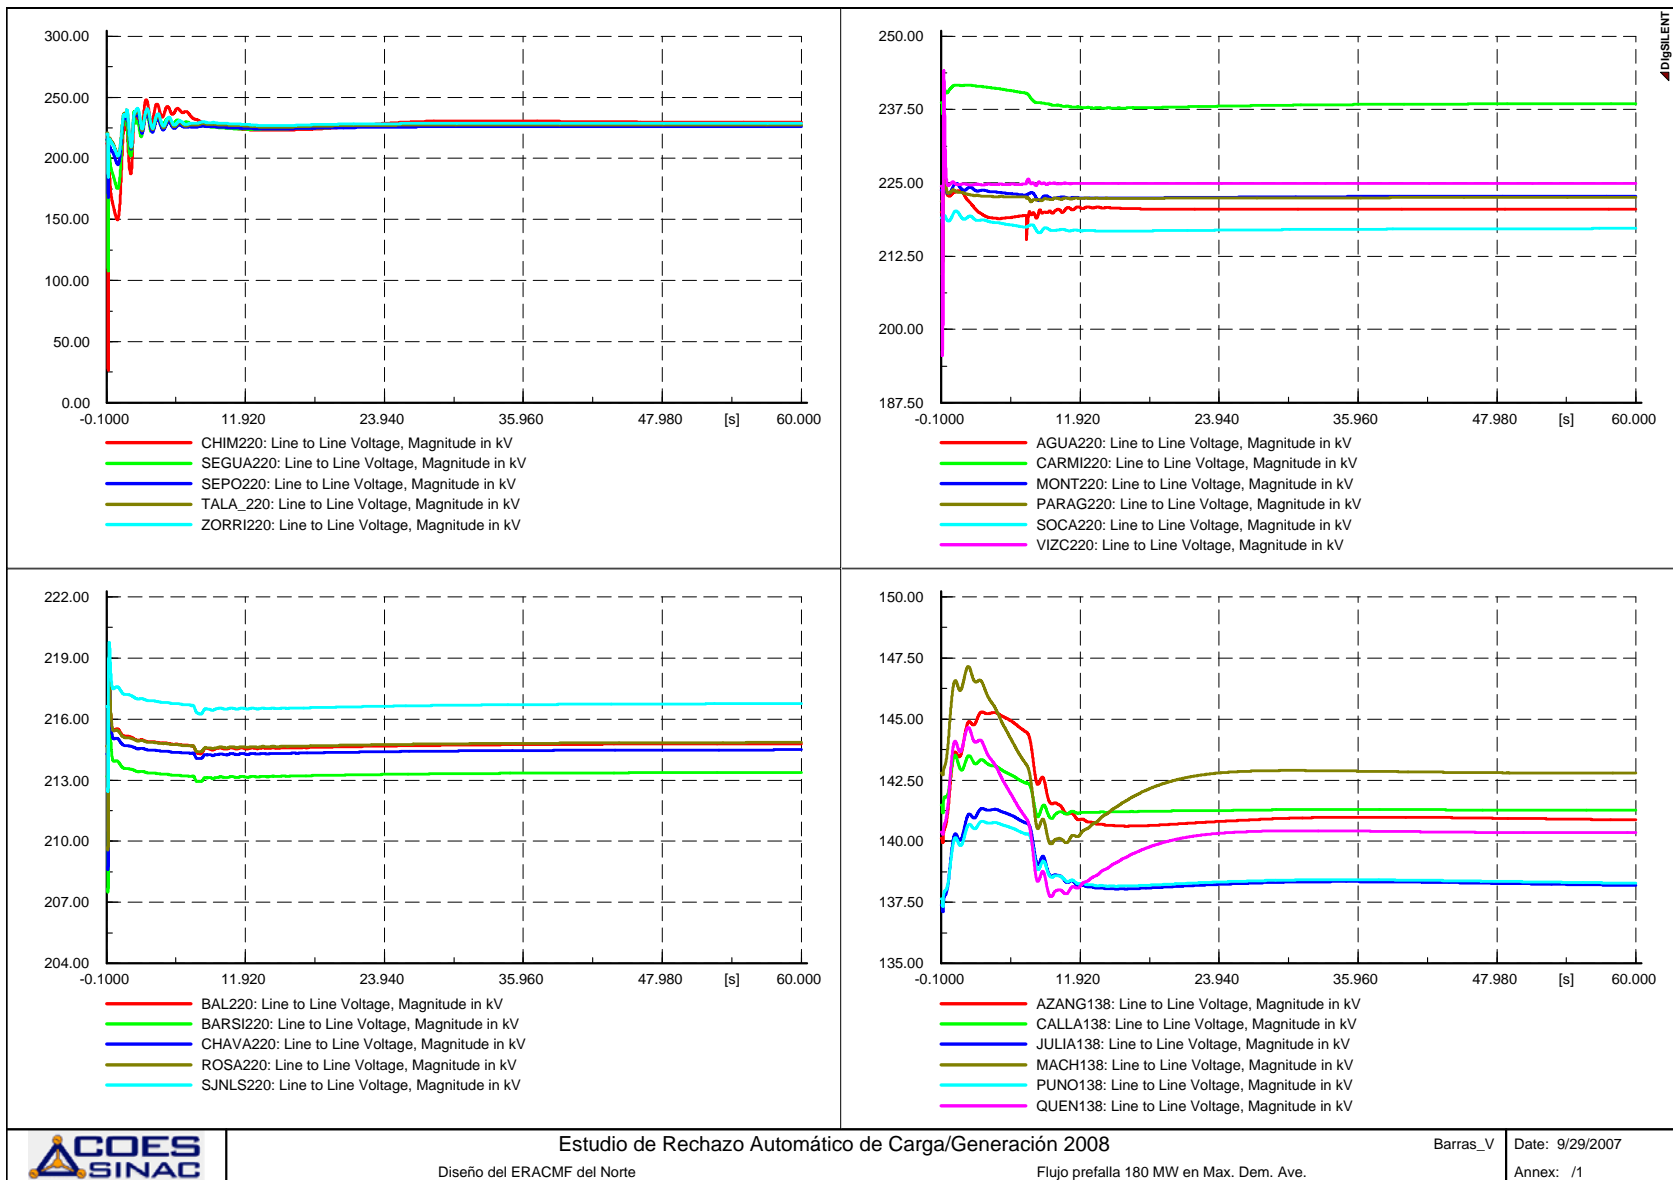 DIgSILENT
300.00
250.00
200.00
150.00
100.00
50.00
0.00
-0.1000 11.920 23.940 35.960 47.980 [s] 60.000
CHIM220: Line to Line Voltage, Magnitude in kV
SEGUA220: Line to Line Voltage, Magnitude in kV
SEPO220: Line to Line Voltage, Magnitude in kV
TALA_220: Line to Line Voltage, Magnitude in kV
ZORRI220: Line to Line Voltage, Magnitude in kV
250.00
237.50
225.00
212.50
200.00
187.50
-0.1000 11.920 23.940 35.960 47.980 [s] 60.000
AGUA220: Line to Line Voltage, Magnitude in kV
CARMI220: Line to Line Voltage, Magnitude in kV
MONT220: Line to Line Voltage, Magnitude in kV
PARAG220: Line to Line Voltage, Magnitude in kV
SOCA220: Line to Line Voltage, Magnitude in kV
VIZC220: Line to Line Voltage, Magnitude in kV
222.00
219.00
216.00
213.00
210.00
207.00
204.00
-0.1000 11.920 23.940 35.960 47.980 [s] 60.000
BAL220: Line to Line Voltage, Magnitude in kV
BARSI220: Line to Line Voltage, Magnitude in kV
CHAVA220: Line to Line Voltage, Magnitude in kV
ROSA220: Line to Line Voltage, Magnitude in kV
SJNLS220: Line to Line Voltage, Magnitude in kV
150.00
147.50
145.00
142.50
140.00
137.50
135.00
-0.1000 11.920 23.940 35.960 47.980 [s] 60.000
AZANG138: Line to Line Voltage, Magnitude in kV
CALLA138: Line to Line Voltage, Magnitude in kV
JULIA138: Line to Line Voltage, Magnitude in kV
MACH138: Line to Line Voltage, Magnitude in kV
PUNO138: Line to Line Voltage, Magnitude in kV
QUEN138: Line to Line Voltage, Magnitude in kV
COES
SINAC
Estudio de Rechazo Automático de Carga/Generación 2008
Diseño del ERACMF del Norte
Flujo prefalla 180 MW en Max. Dem. Ave.
Barras_V
Date: 9/29/2007
Annex: /1